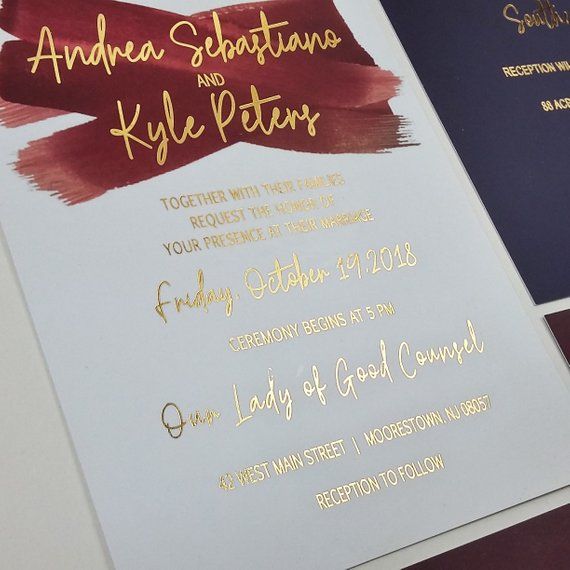 Andrea Sebastiano
AND
Kyle Peters
TOGETHER WITH THEIR FAMILIES
REQUEST THE HONOR OF
YOUR PRESENCE AT THEIR MARRIAGE
Friday, October 19, 2018
CEREMONY BEGINS AT 5 PM
Our Lady of Good Counsel
42 WEST MAIN STREET | MOORESTOWN, NJ 08057
RECEPTION TO FOLLOW
RECEPTION
88